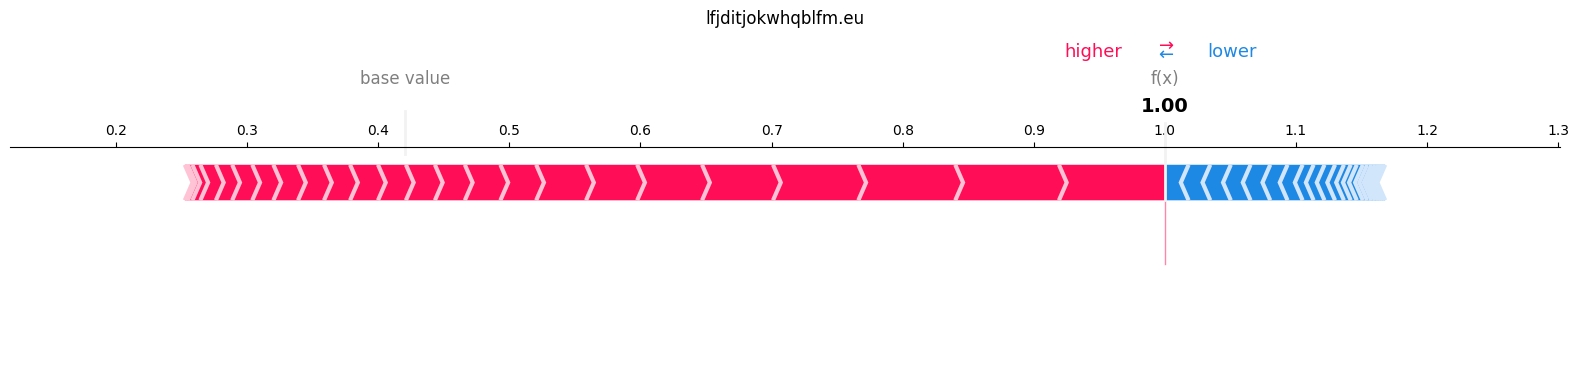 lfjditjokwhqblfm.eu
higher ⇄ lower
base value f(x)
1.00
0.2 0.3 0.4 0.5 0.6 0.7 0.8 0.9 1.0 1.1 1.2 1.3